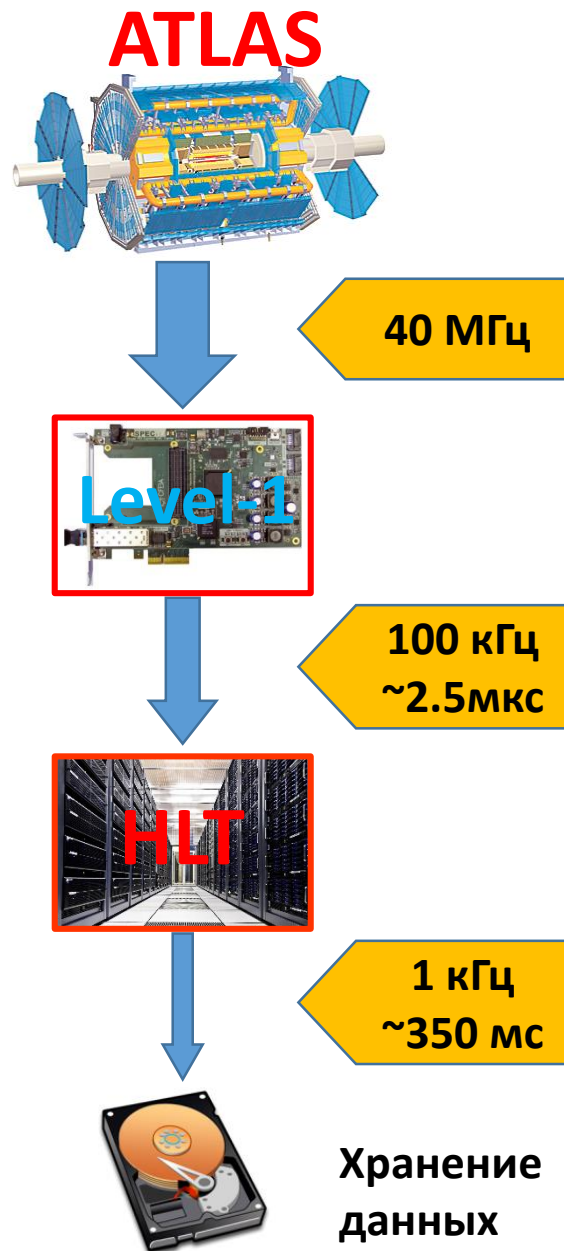 ATLAS
40 МГц
Level-1
100 кГц
~2.5мкс
HLT
1 кГц
~350 мс
Хранение
данных